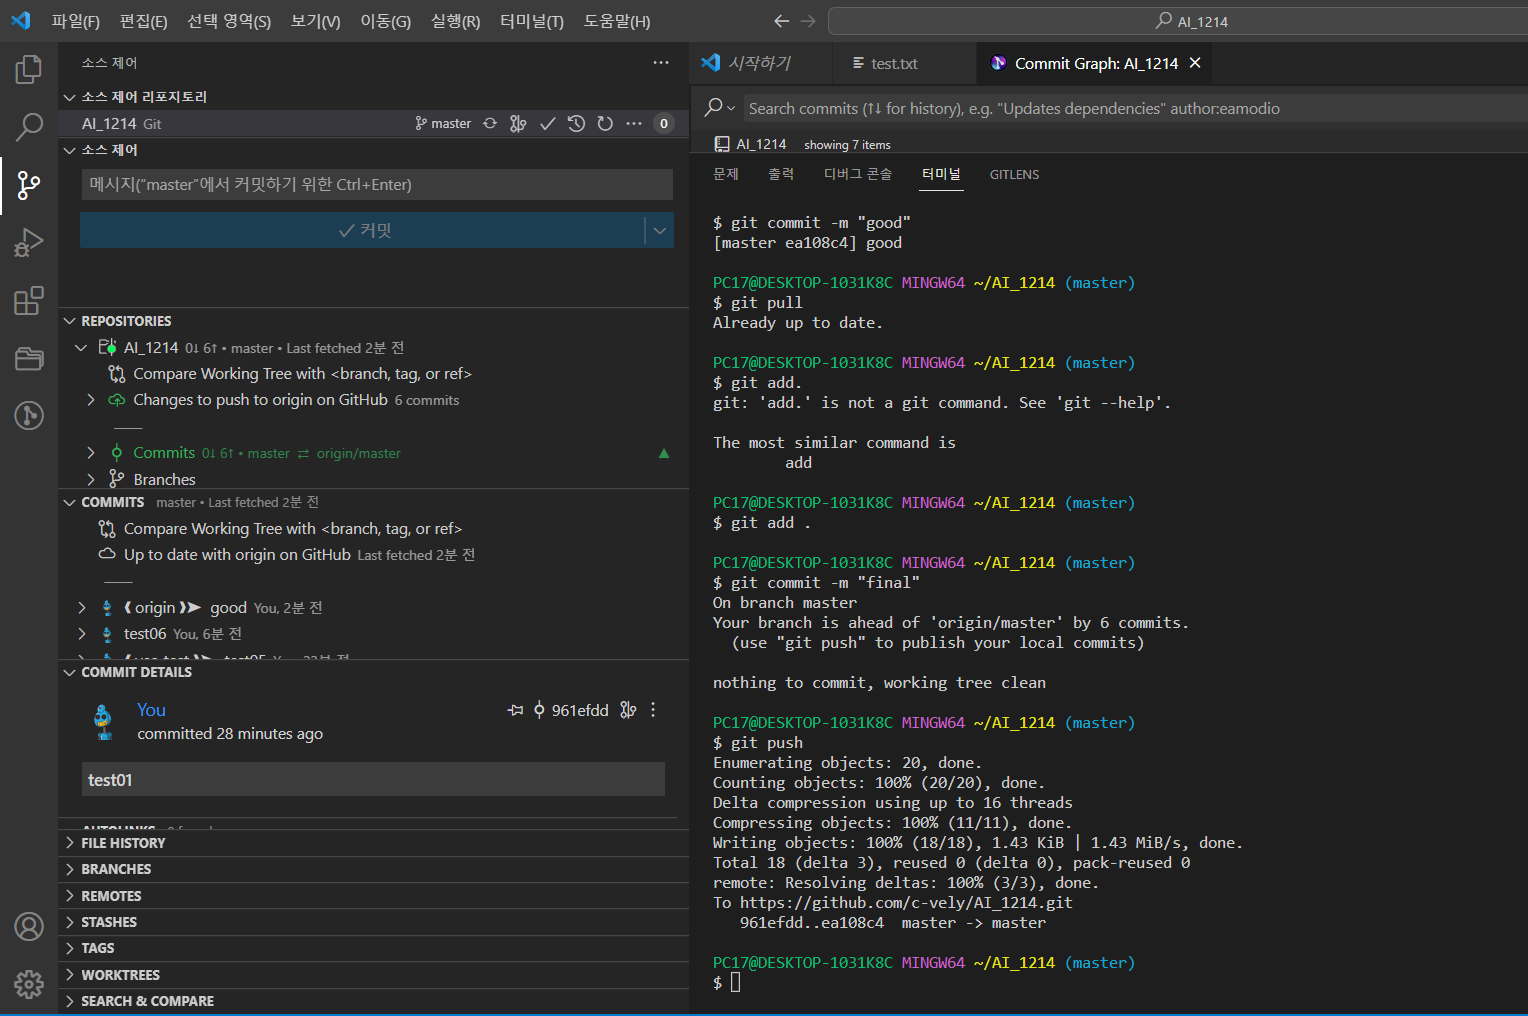 파일(F) 편집(E) 선택 영역(S) 보기(V) 이동(G) 실행(R) 터미널(T) 도움말(H)
AI_1214
소스 제어
소스 제어 리포지토리
AI_1214 Git master 0
소스 제어
메시지("master"에서 커밋하기 위한 Ctrl+Enter)
커밋
REPOSITORIES
AI_1214 0↓ 6↑ • master • Last fetched 2분 전
Compare Working Tree with <branch, tag, or ref>
Changes to push to origin on GitHub 6 commits
Commits 0↓ 6↑ • master ⇄ origin/master
Branches
COMMITS master • Last fetched 2분 전
Compare Working Tree with <branch, tag, or ref>
Up to date with origin on GitHub Last fetched 2분 전
❰ origin ❱➤ good You, 2분 전
test06 You, 6분 전
COMMIT DETAILS
You
961efdd
committed 28 minutes ago
test01
FILE HISTORY
BRANCHES
REMOTES
STASHES
TAGS
WORKTREES
SEARCH & COMPARE
시작하기 test.txt Commit Graph: AI_1214
Search commits (↑↓ for history), e.g. "Updates dependencies" author:eamodio
AI_1214 showing 7 items
문제 출력 디버그 콘솔 터미널 GITLENS
$ git commit -m "good"
[master ea108c4] good
PC17@DESKTOP-1031K8C MINGW64 ~/AI_1214 (master)
$ git pull
Already up to date.
PC17@DESKTOP-1031K8C MINGW64 ~/AI_1214 (master)
$ git add.
git: 'add.' is not a git command. See 'git --help'.
The most similar command is
add
PC17@DESKTOP-1031K8C MINGW64 ~/AI_1214 (master)
$ git add .
PC17@DESKTOP-1031K8C MINGW64 ~/AI_1214 (master)
$ git commit -m "final"
On branch master
Your branch is ahead of 'origin/master' by 6 commits.
(use "git push" to publish your local commits)
nothing to commit, working tree clean
PC17@DESKTOP-1031K8C MINGW64 ~/AI_1214 (master)
$ git push
Enumerating objects: 20, done.
Counting objects: 100% (20/20), done.
Delta compression using up to 16 threads
Compressing objects: 100% (11/11), done.
Writing objects: 100% (18/18), 1.43 KiB | 1.43 MiB/s, done.
Total 18 (delta 3), reused 0 (delta 0), pack-reused 0
remote: Resolving deltas: 100% (3/3), done.
To https://github.com/c-vely/AI_1214.git
961efdd..ea108c4 master -> master
PC17@DESKTOP-1031K8C MINGW64 ~/AI_1214 (master)
$